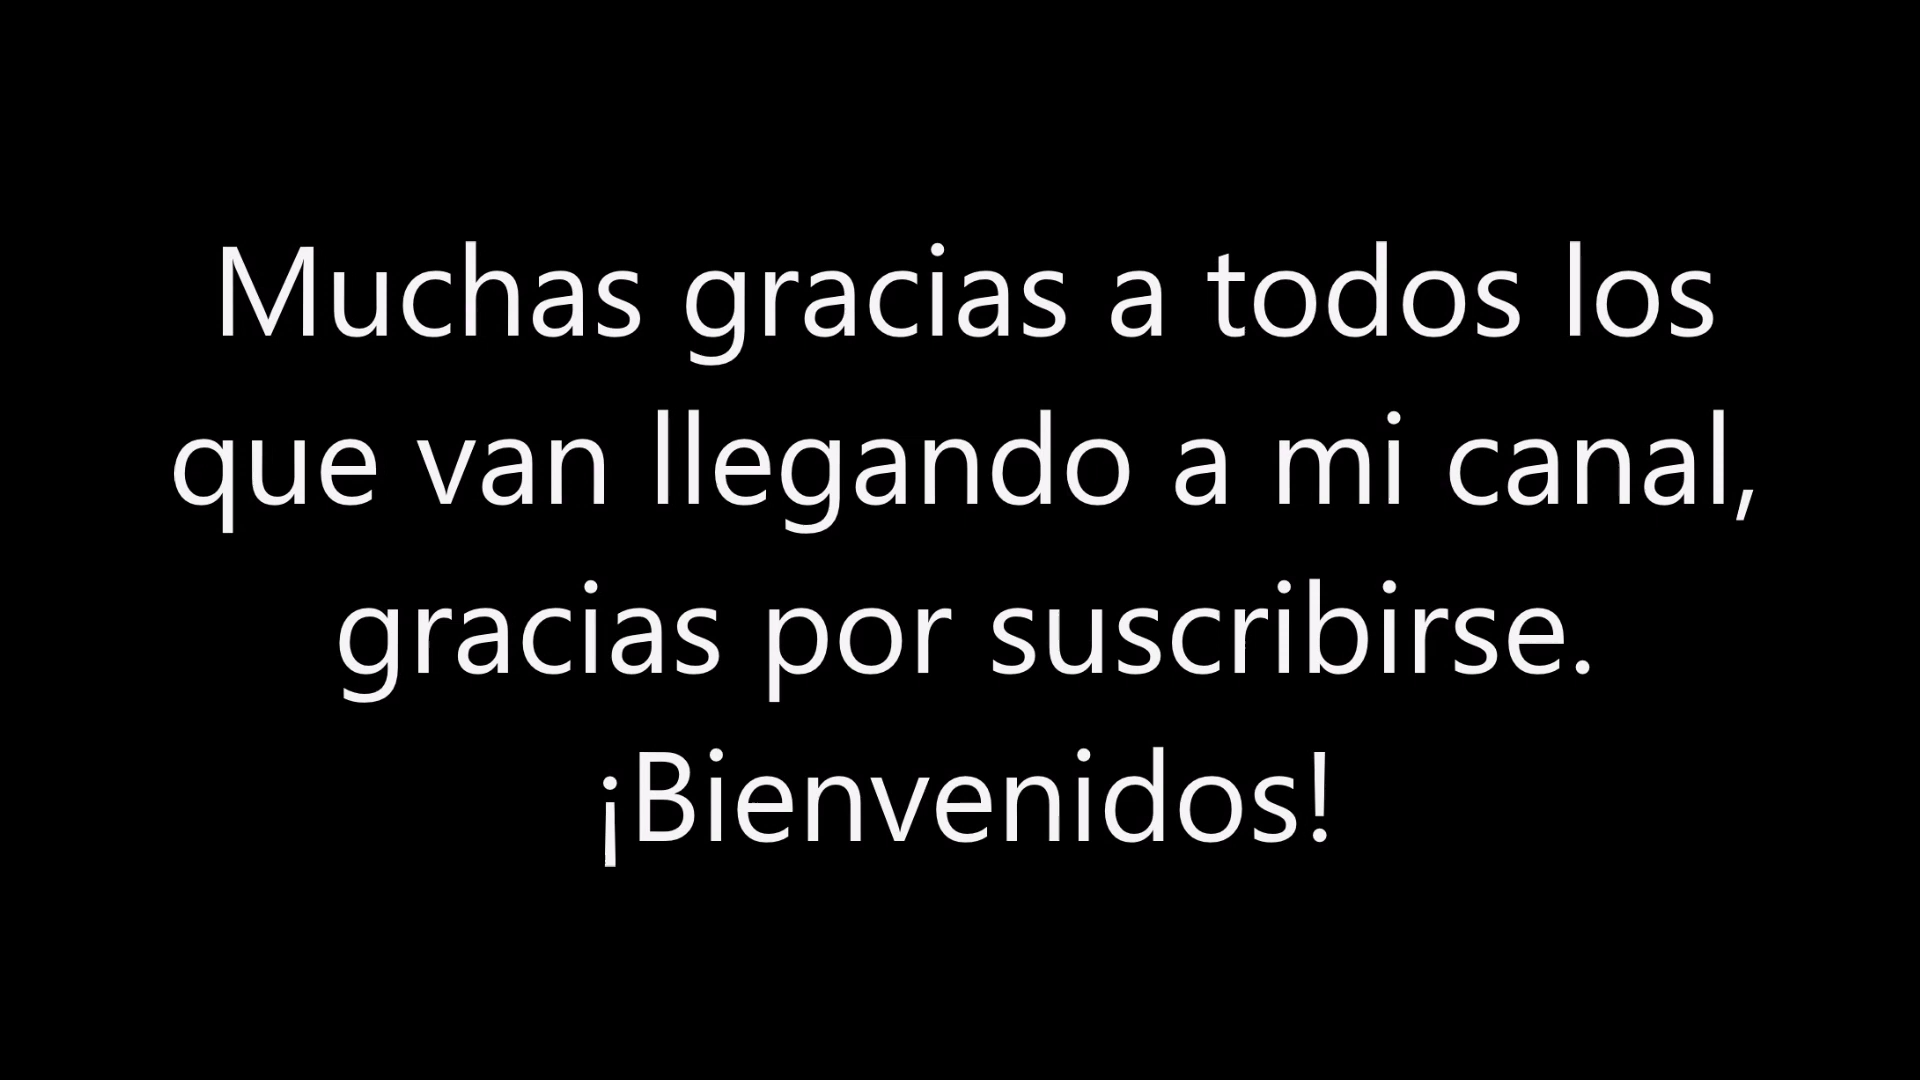 Muchas gracias a todos los
que van llegando a mi canal,
gracias por suscribirse.
¡Bienvenidos!